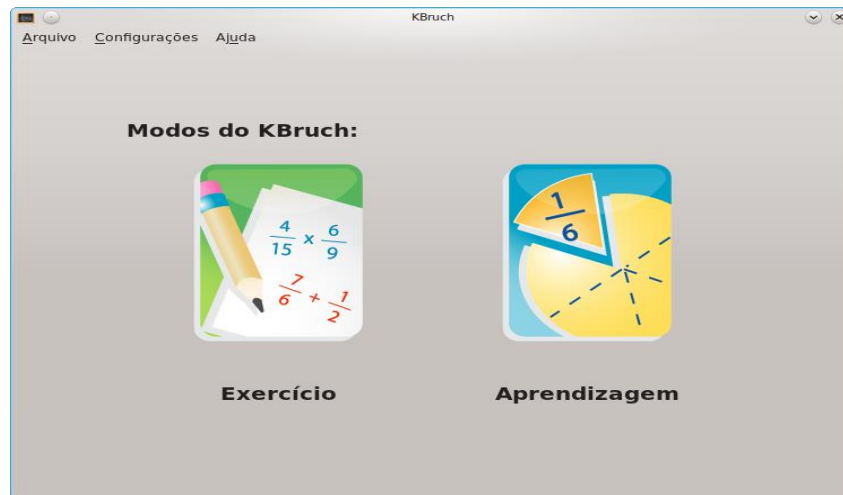 KBruch
Arquivo Configurações Ajuda
Modos do KBruch:
4/15 x 6/9
7/6 + 1/2
1/6
Exercício Aprendizagem